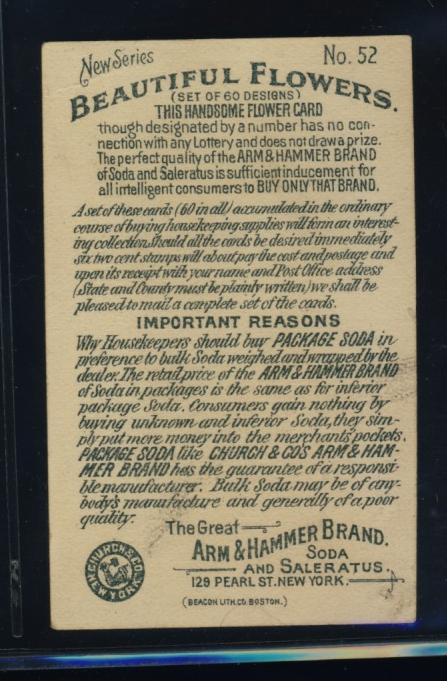 New Series
No. 52
BEAUTIFUL FLOWERS.
(SET OF 60 DESIGNS)
THIS HANDSOME FLOWER CARD
though designated by a number has no con-
nection with any Lottery and does not draw a prize.
The perfect quality of the ARM & HAMMER BRAND
of Soda and Saleratus is sufficient inducement for
all intelligent consumers to BUY ONLY THAT BRAND.
A set of these cards (60 in all) accumulated in the ordinary
course of buying housekeeping supplies will form an interest-
ing collection. Should all the cards be desired immediately
six two cent stamps will about pay the cost and postage and
upon its receipt with your name and Post Office address
(State and County must be plainly written) we shall be
pleased to mail a complete set of the cards.
IMPORTANT REASONS
Why Housekeepers should buy PACKAGE SODA in
preference to bulk Soda weighed and wrapped by the
dealer. The retail price of the ARM & HAMMER BRAND
of Soda in packages is the same as for inferior
package Soda. Consumers gain nothing by
buying unknown and inferior Soda, they sim-
ply put more money into the merchants' pockets.
PACKAGE SODA like CHURCH & CO'S ARM & HAM-
MER BRAND has the guarantee of a responsi-
ble manufacturer. Bulk Soda may be of any-
body's manufacture and generally of a poor
quality.
The Great
ARM & HAMMER BRAND.
SODA
AND SALERATUS.
129 PEARL ST. NEW YORK.
CHURCH & CO.
NEW YORK
(BEACON LITH. CO. BOSTON.)